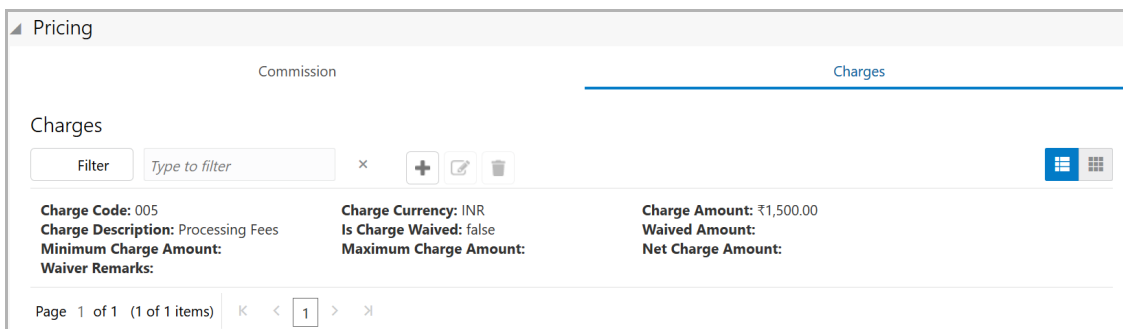 Pricing
Commission Charges
Charges
Filter Type to filter
Charge Code: 005 Charge Currency: INR Charge Amount: ₹1,500.00
Charge Description: Processing Fees Is Charge Waived: false Waived Amount:
Minimum Charge Amount: Maximum Charge Amount: Net Charge Amount:
Waiver Remarks:
Page 1 of 1 (1 of 1 items) 1